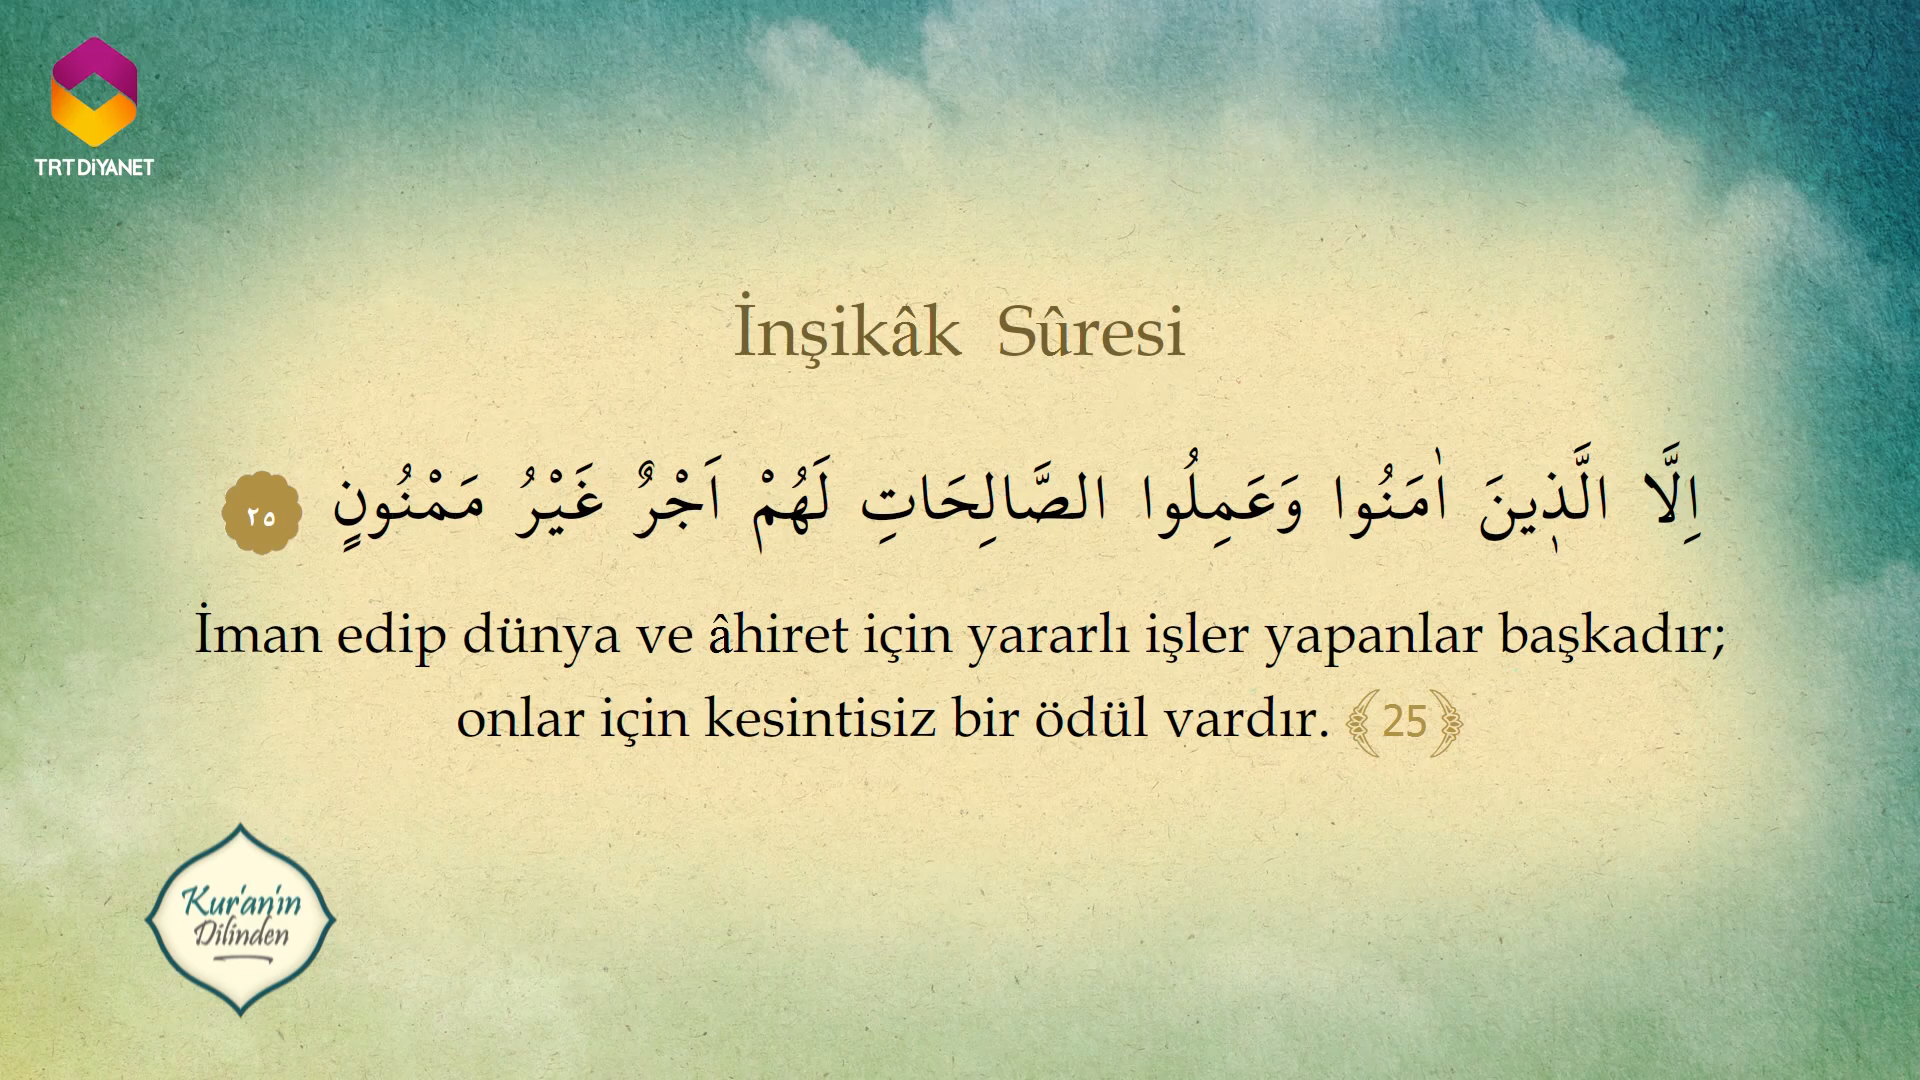 TRT DİYANET
İnşikâk Sûresi
اِلَّا الَّذ۪ينَ اٰمَنُوا وَعَمِلُوا الصَّالِحَاتِ لَهُمْ اَجْرٌ غَيْرُ مَمْنُونٍ ٢٥
İman edip dünya ve âhiret için yararlı işler yapanlar başkadır;
onlar için kesintisiz bir ödül vardır. ﴾25﴿
Kur'an'ın
Dilinden